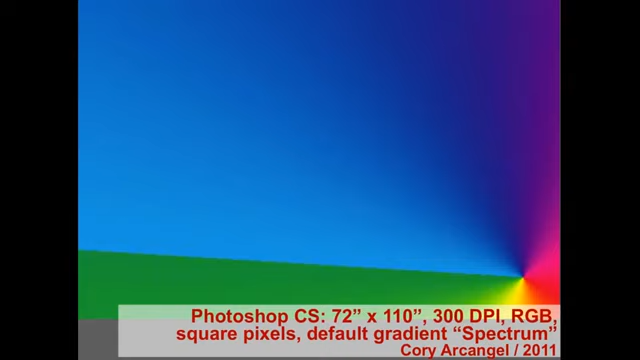 Photoshop CS: 72” x 110”, 300 DPI, RGB,
square pixels, default gradient “Spectrum”
Cory Arcangel / 2011